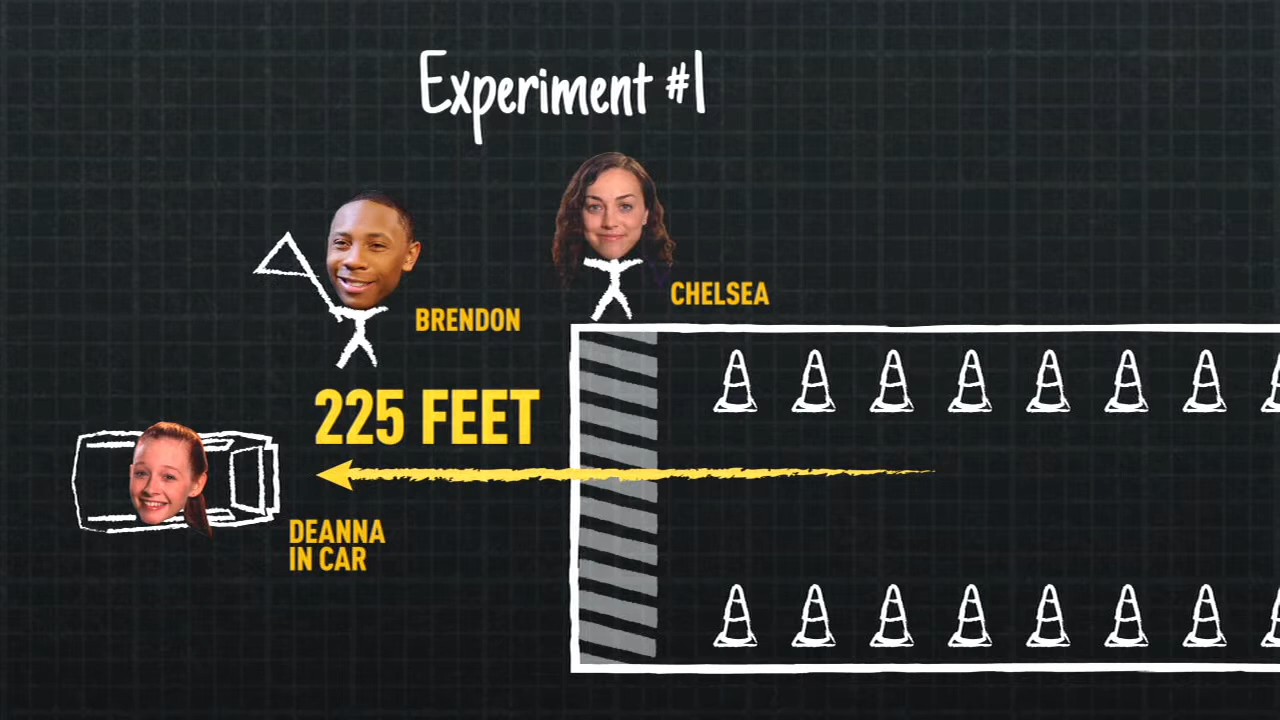 Experiment #1
CHELSEA
BRENDON
225 FEET
DEANNA
IN CAR